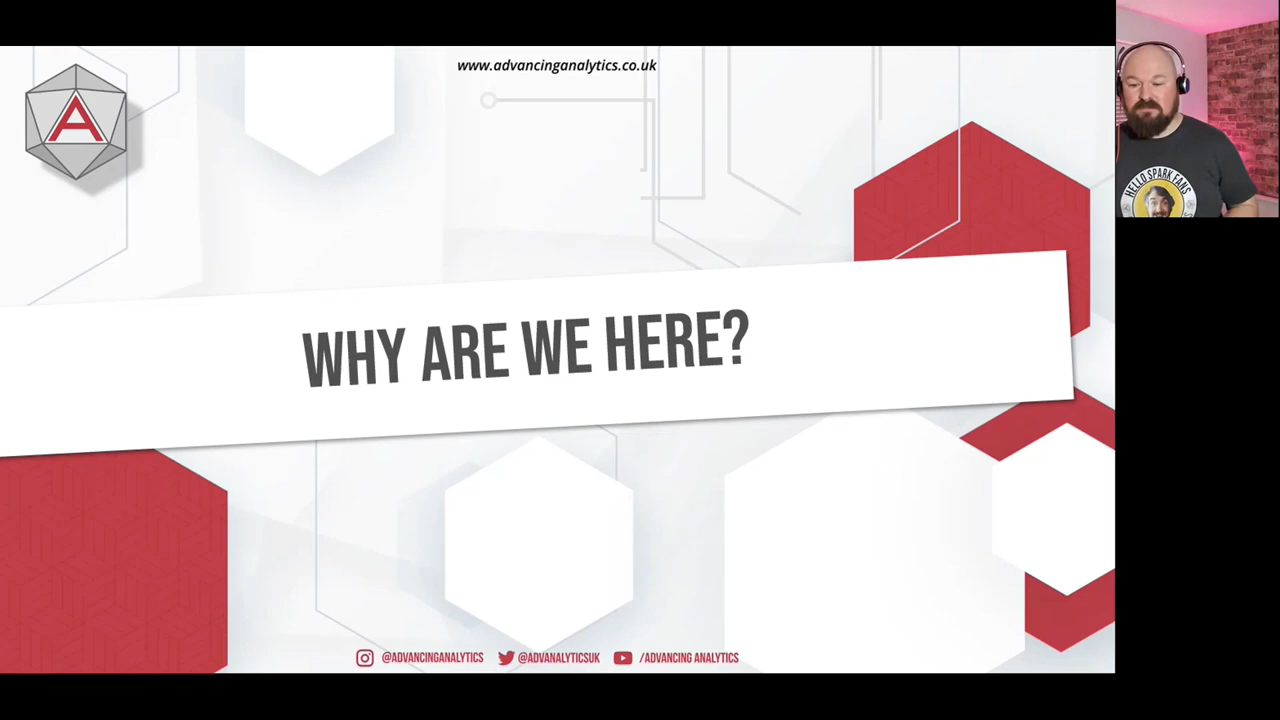 www.advancinganalytics.co.uk
A
WHY ARE WE HERE?
HELLO SPARK FANS
@ADVANCINGANALYTICS @ADVANALYTICSUK /ADVANCING ANALYTICS